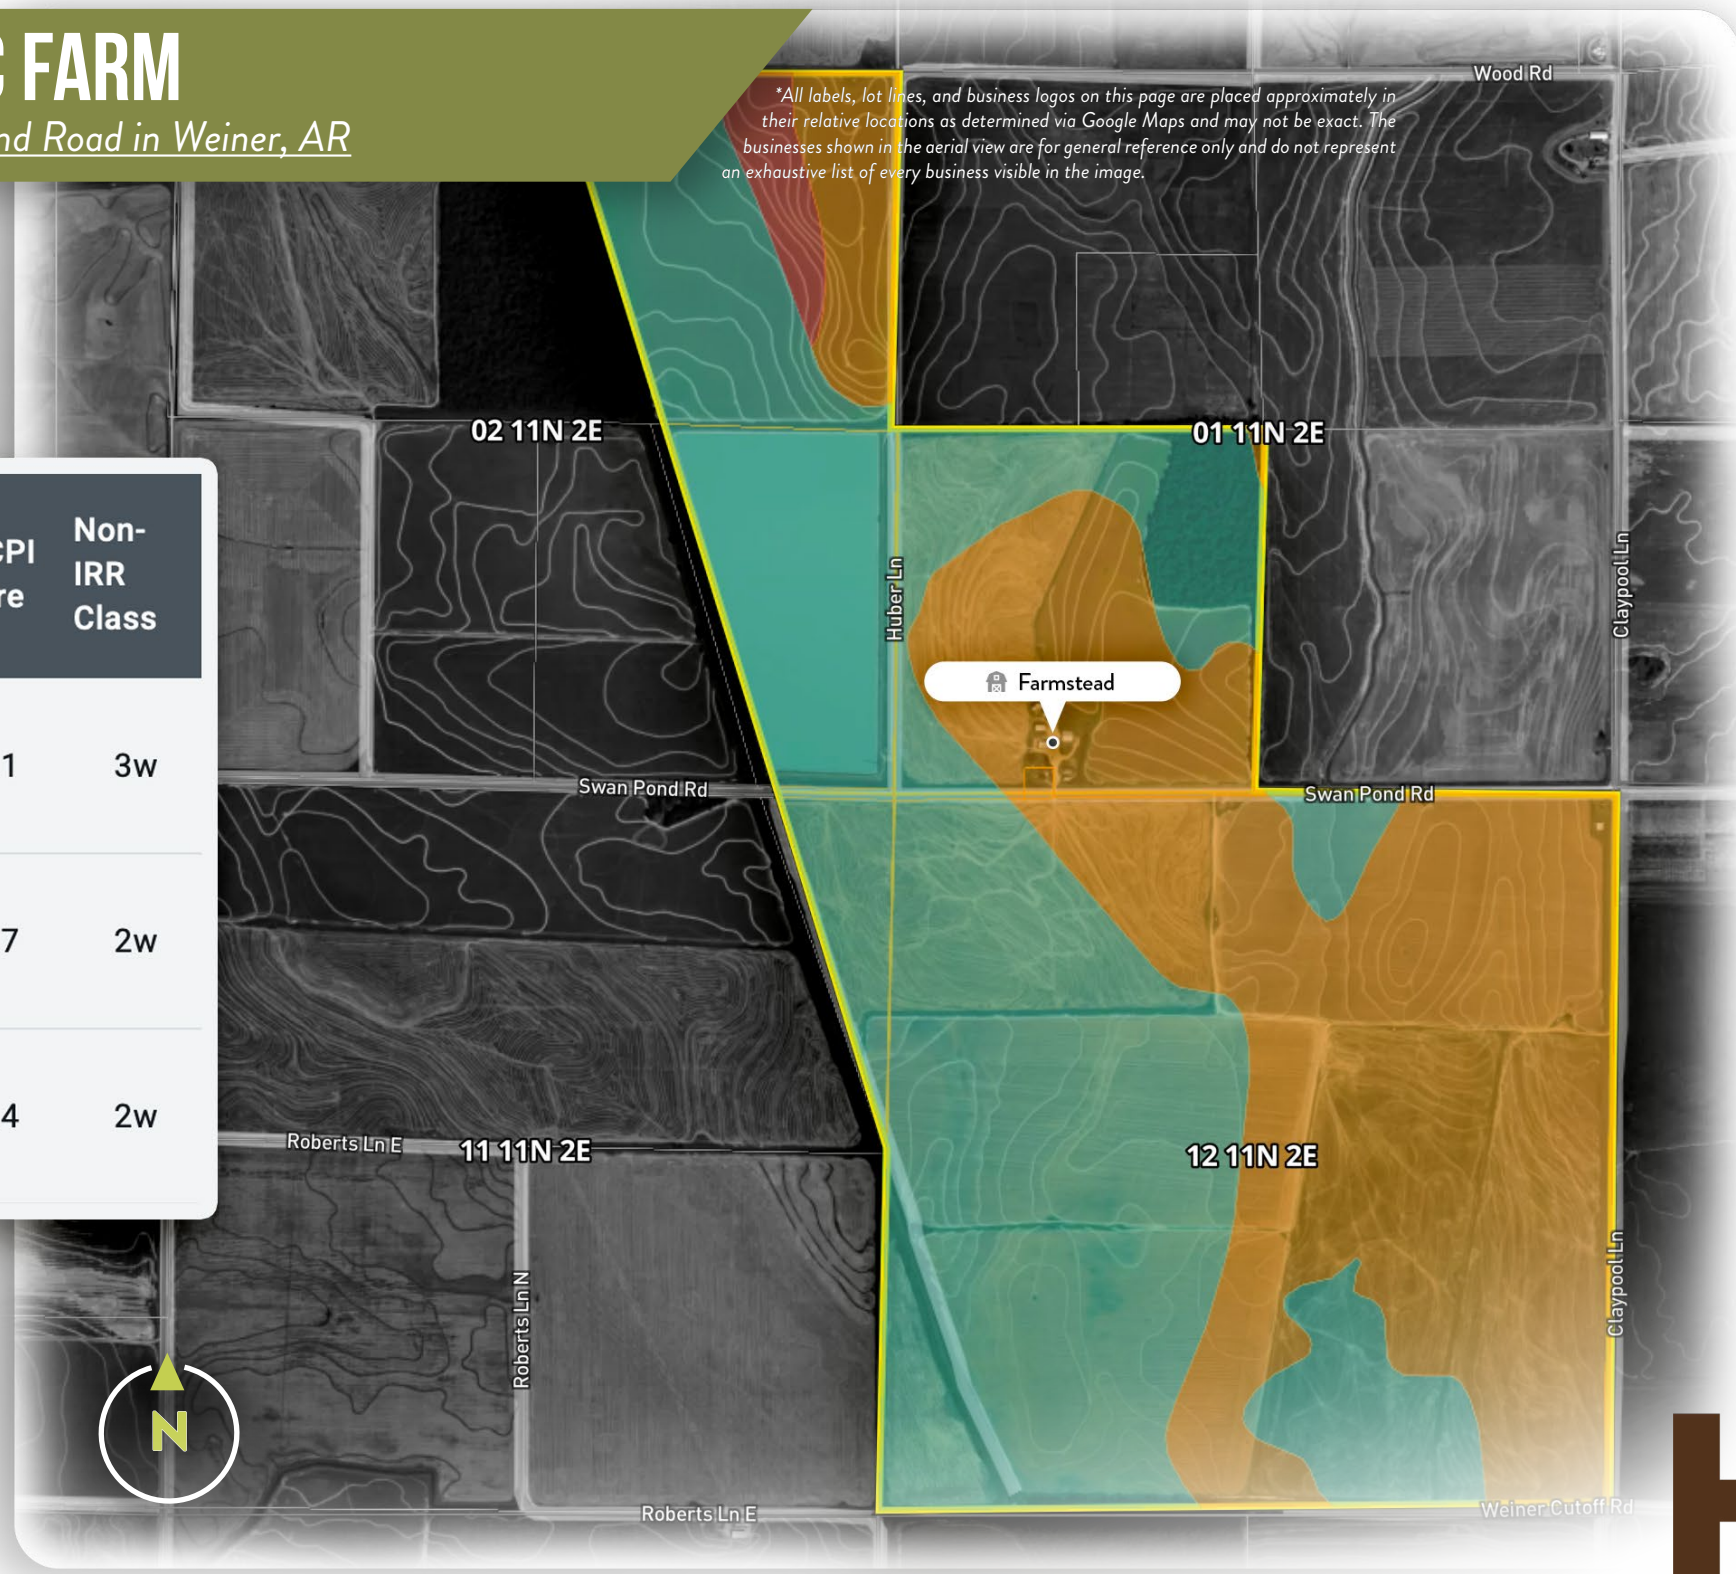 FARM
nd Road in Weiner, AR
*All labels, lot lines, and business logos on this page are placed approximately in
their relative locations as determined via Google Maps and may not be exact. The
businesses shown in the aerial view are for general reference only and do not represent
an exhaustive list of every business visible in the image.
Wood Rd
02 11N 2E
01 11N 2E
CPI
re
Non-
IRR
Class
1 3w
7 2w
4 2w
Huber Ln
Claypool Ln
Farmstead
Swan Pond Rd
Swan Pond Rd
Roberts Ln E
11 11N 2E
12 11N 2E
Roberts Ln N
Claypool Ln
N
Roberts Ln E
Weiner Cutoff Rd
H